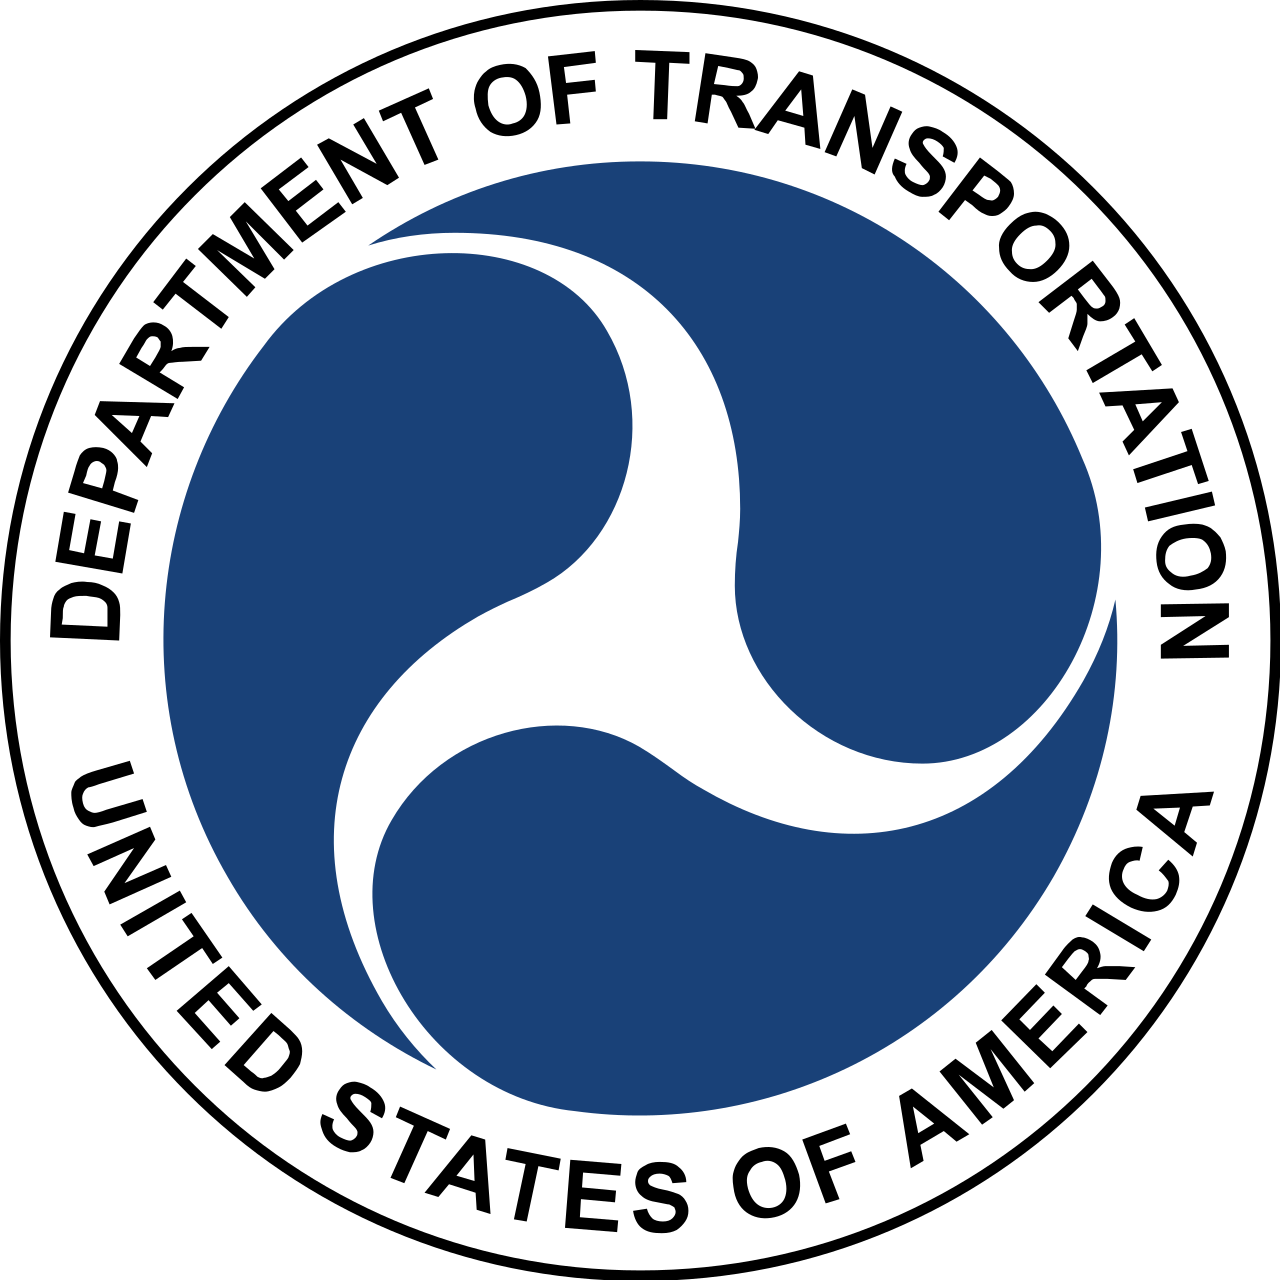 DEPARTMENT OF TRANSPORTATION
UNITED STATES OF AMERICA